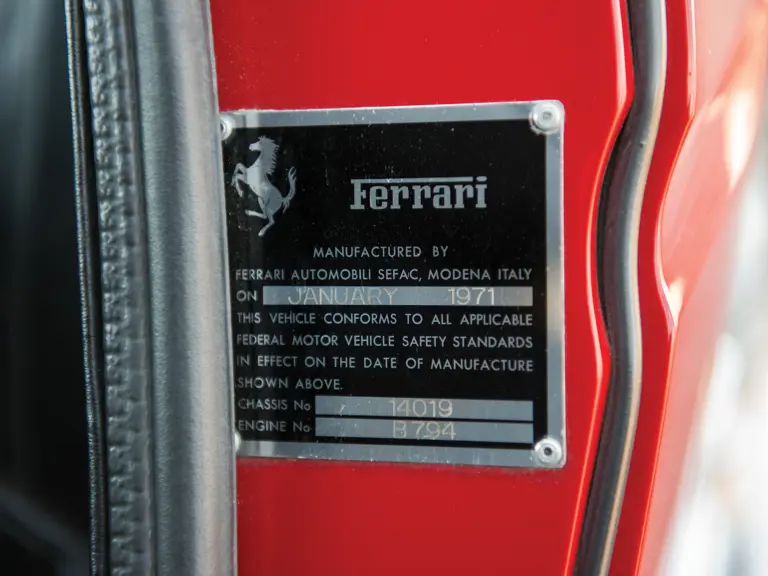 Ferrari
MANUFACTURED BY
FERRARI AUTOMOBILI SEFAC, MODENA ITALY
ON JANUARY 1971
THIS VEHICLE CONFORMS TO ALL APPLICABLE
FEDERAL MOTOR VEHICLE SAFETY STANDARDS
IN EFFECT ON THE DATE OF MANUFACTURE
SHOWN ABOVE.
CHASSIS No 14019
ENGINE No B794